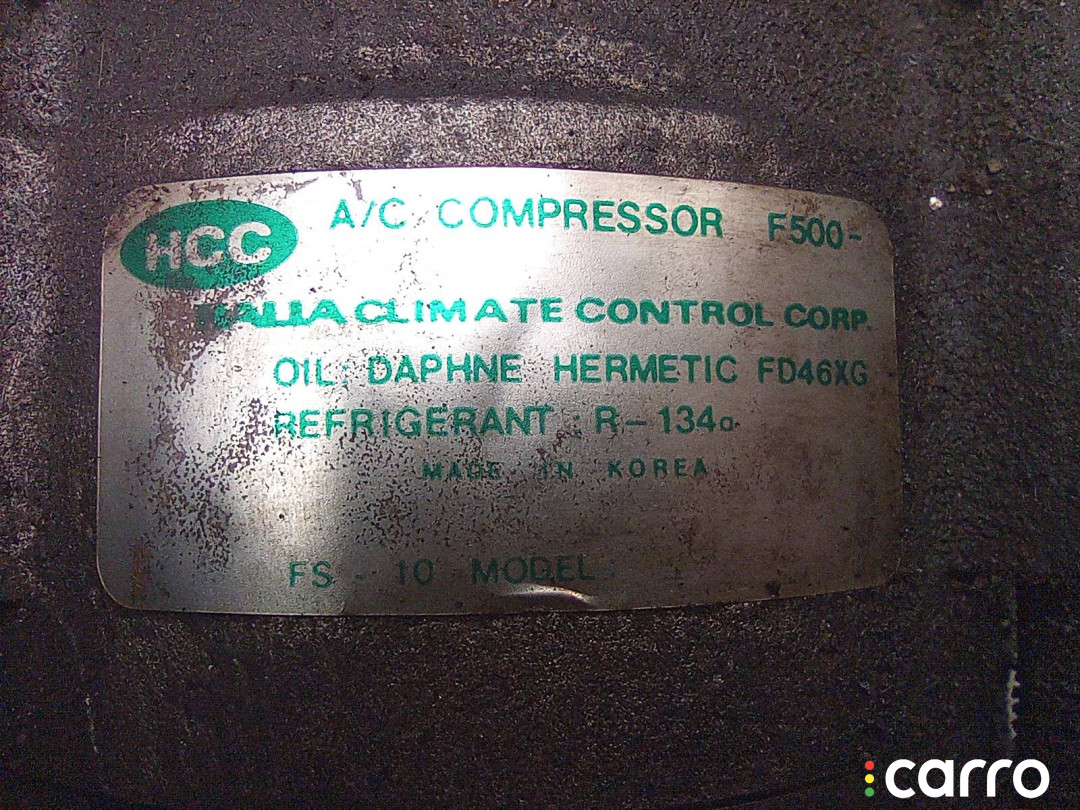 HCC
A/C COMPRESSOR F500-
CLIMATE CONTROL CORP.
OIL: DAPHNE HERMETIC FD46XG
REFRIGERANT : R-134a
MADE IN KOREA
FS - 10 MODEL
carro